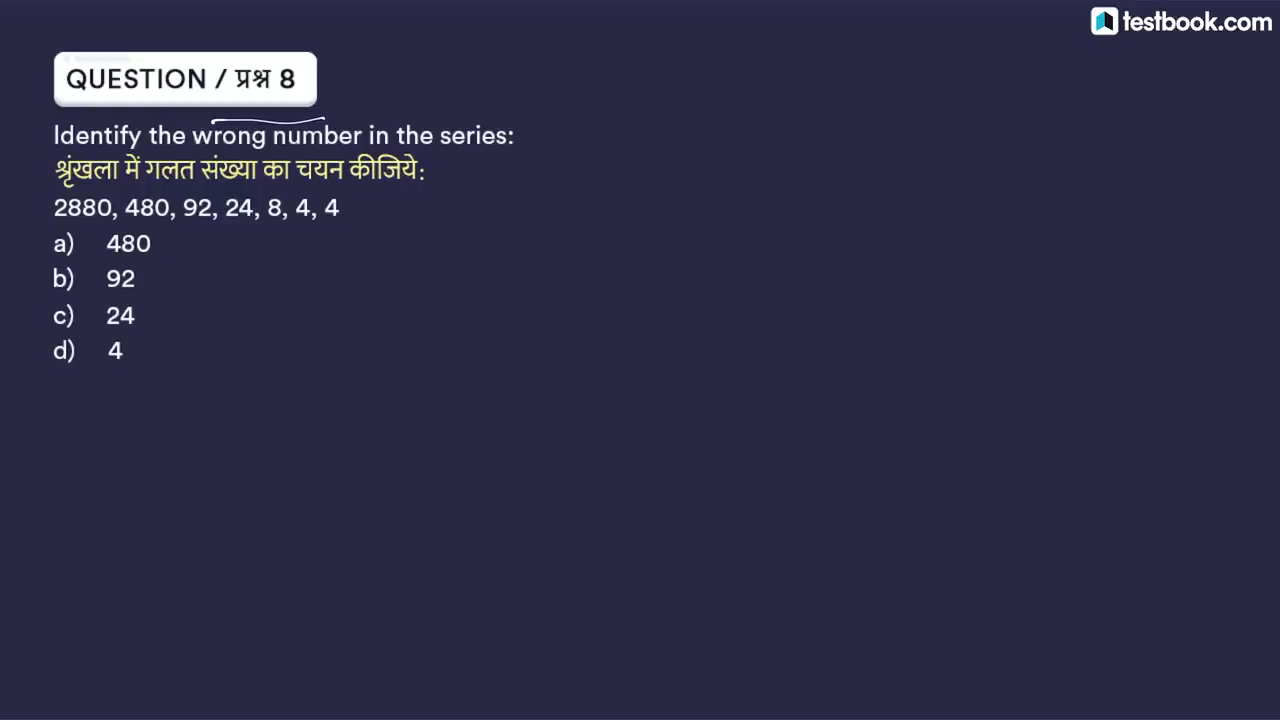 testbook.com
QUESTION / प्रश्न 8
Identify the wrong number in the series:
श्रृंखला में गलत संख्या का चयन कीजिये:
2880, 480, 92, 24, 8, 4, 4
a) 480
b) 92
c) 24
d) 4